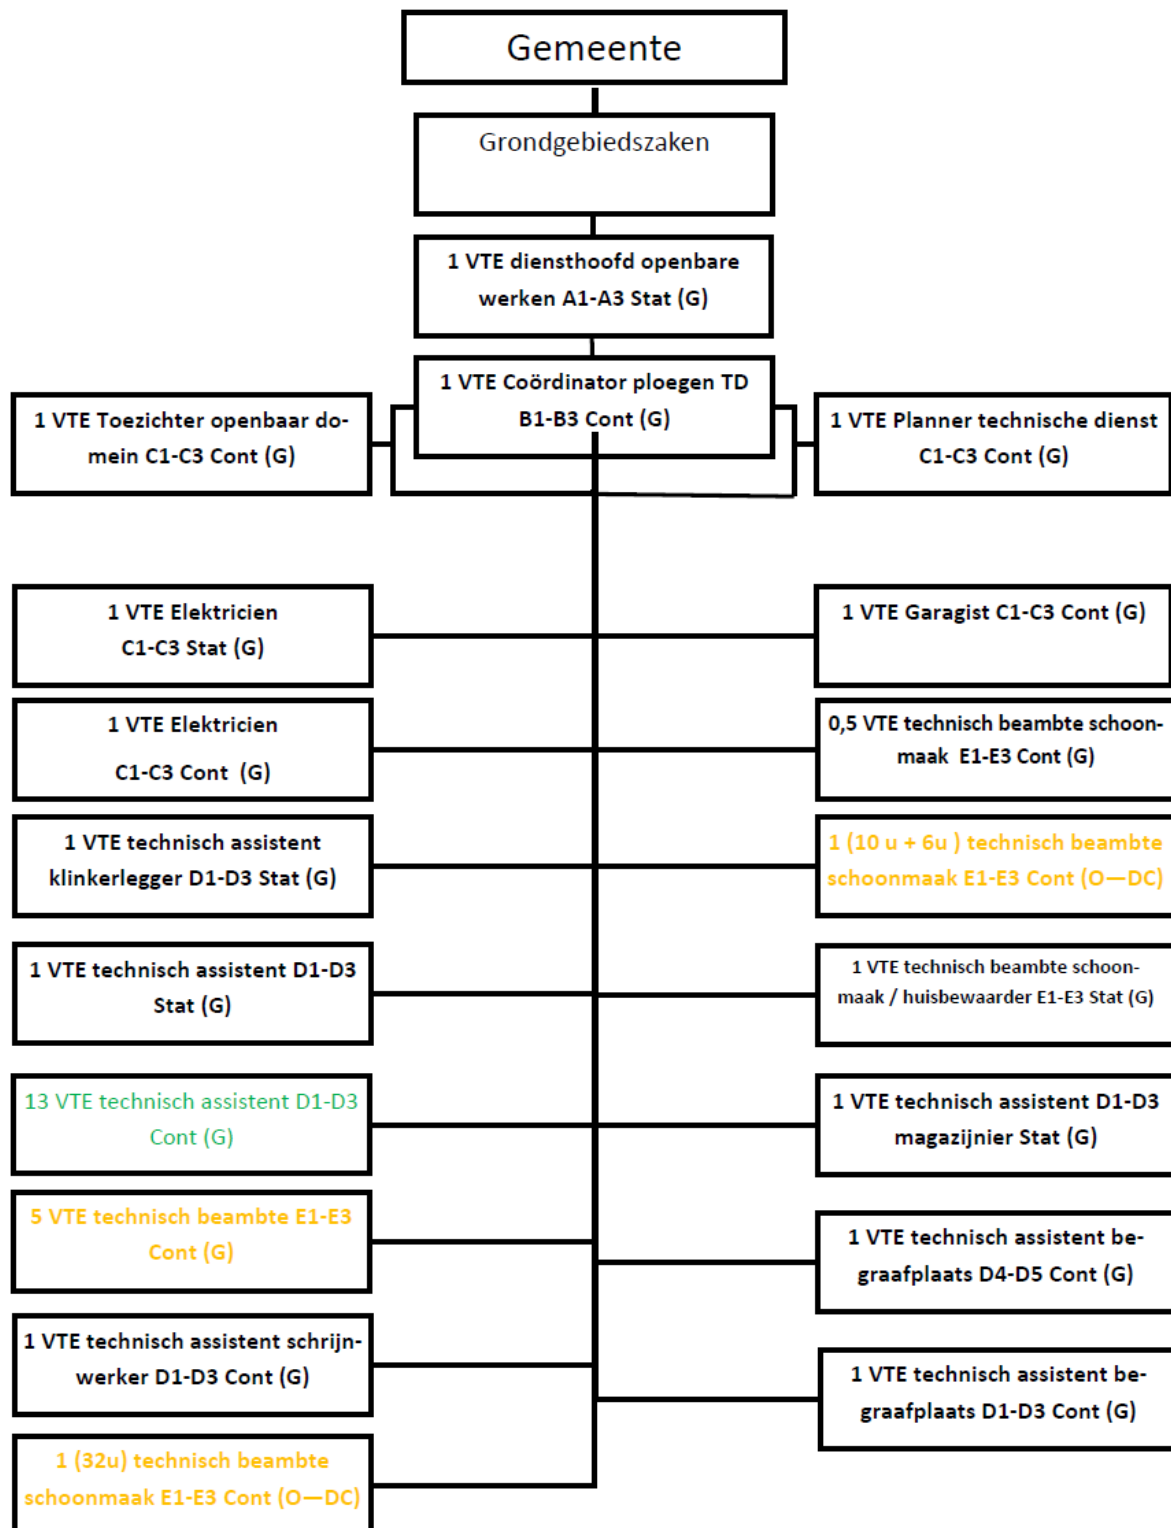 Gemeente
Grondgebiedszaken
1 VTE diensthoofd openbare
werken A1-A3 Stat (G)
1 VTE Coördinator ploegen TD
B1-B3 Cont (G)
1 VTE Toezichter openbaar do-
mein C1-C3 Cont (G)
1 VTE Planner technische dienst
C1-C3 Cont (G)
1 VTE Elektricien
C1-C3 Stat (G)
1 VTE Garagist C1-C3 Cont (G)
1 VTE Elektricien
C1-C3 Cont (G)
0,5 VTE technisch beambte schoon-
maak E1-E3 Cont (G)
1 VTE technisch assistent
klinkerlegger D1-D3 Stat (G)
1 (10 u + 6u ) technisch beambte
schoonmaak E1-E3 Cont (O—DC)
1 VTE technisch assistent D1-D3
Stat (G)
1 VTE technisch beambte schoon-
maak / huisbewaarder E1-E3 Stat (G)
13 VTE technisch assistent D1-D3
Cont (G)
1 VTE technisch assistent D1-D3
magazijnier Stat (G)
5 VTE technisch beambte E1-E3
Cont (G)
1 VTE technisch assistent be-
graafplaats D4-D5 Cont (G)
1 VTE technisch assistent schrijn-
werker D1-D3 Cont (G)
1 VTE technisch assistent be-
graafplaats D1-D3 Cont (G)
1 (32u) technisch beambte
schoonmaak E1-E3 Cont (O—DC)